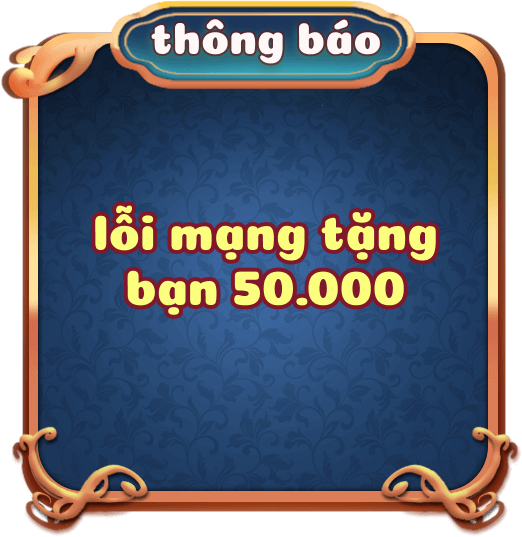 thông báo
lỗi mạng tặng
bạn 50.000